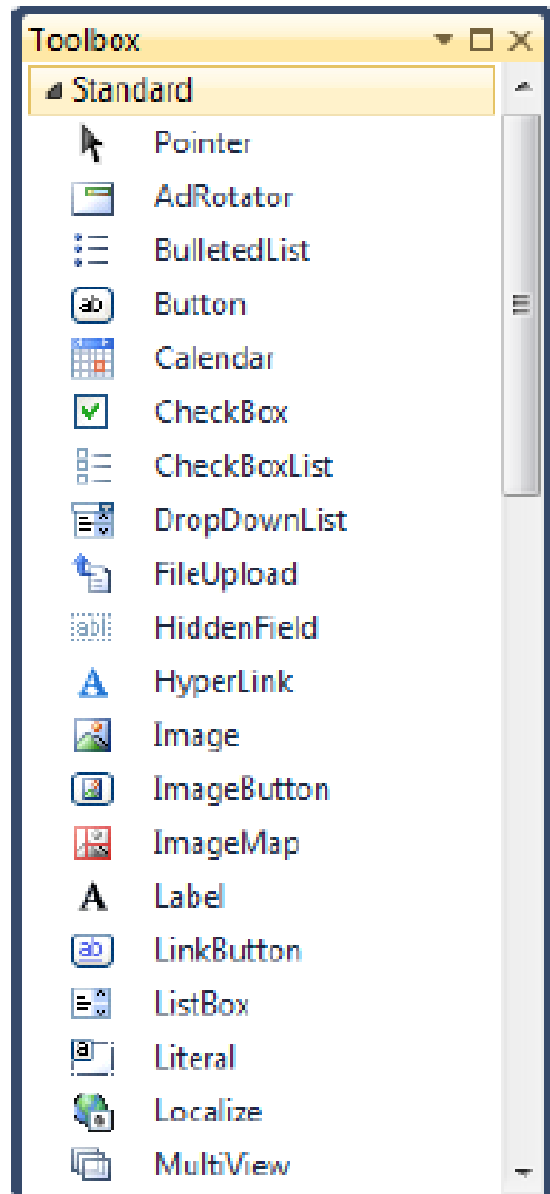 Toolbox
Standard
Pointer
AdRotator
BulletedList
Button
Calendar
CheckBox
CheckBoxList
DropDownList
FileUpload
HiddenField
HyperLink
Image
ImageButton
ImageMap
Label
LinkButton
ListBox
Literal
Localize
MultiView